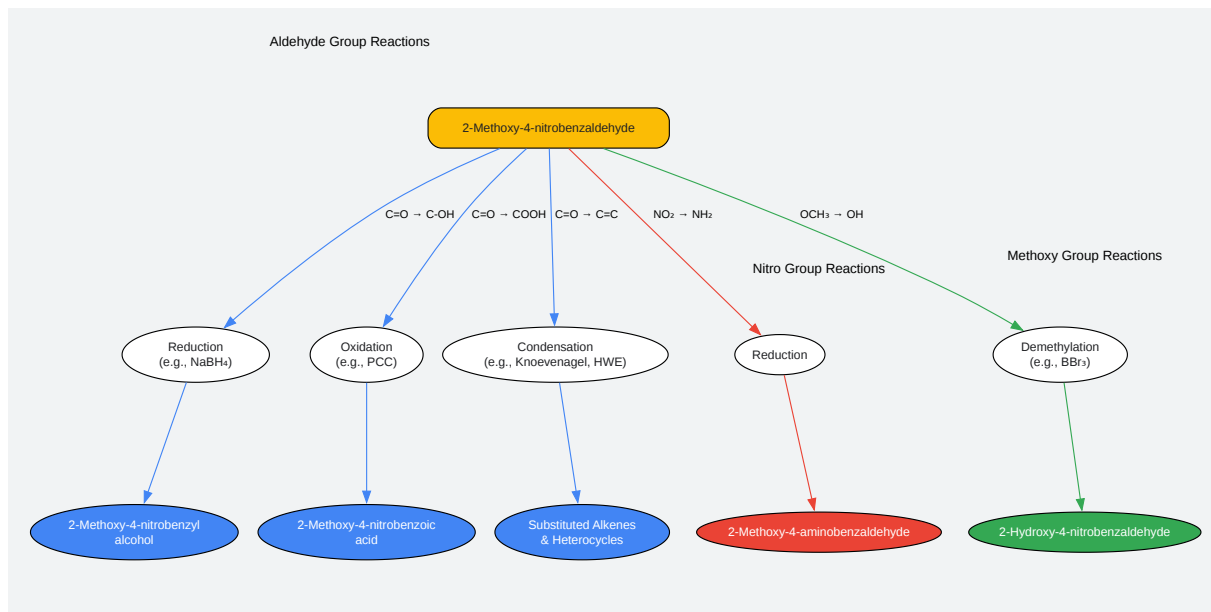 Aldehyde Group Reactions
2-Methoxy-4-nitrobenzaldehyde
C=O → C-OH
C=O → COOH
C=O → C=C
NO₂ → NH₂
OCH₃ → OH
Nitro Group Reactions
Methoxy Group Reactions
Reduction
(e.g., NaBH₄)
Oxidation
(e.g., PCC)
Condensation
(e.g., Knoevenagel, HWE)
Reduction
Demethylation
(e.g., BBr₃)
2-Methoxy-4-nitrobenzyl
alcohol
2-Methoxy-4-nitrobenzoic
acid
Substituted Alkenes
& Heterocycles
2-Methoxy-4-aminobenzaldehyde
2-Hydroxy-4-nitrobenzaldehyde